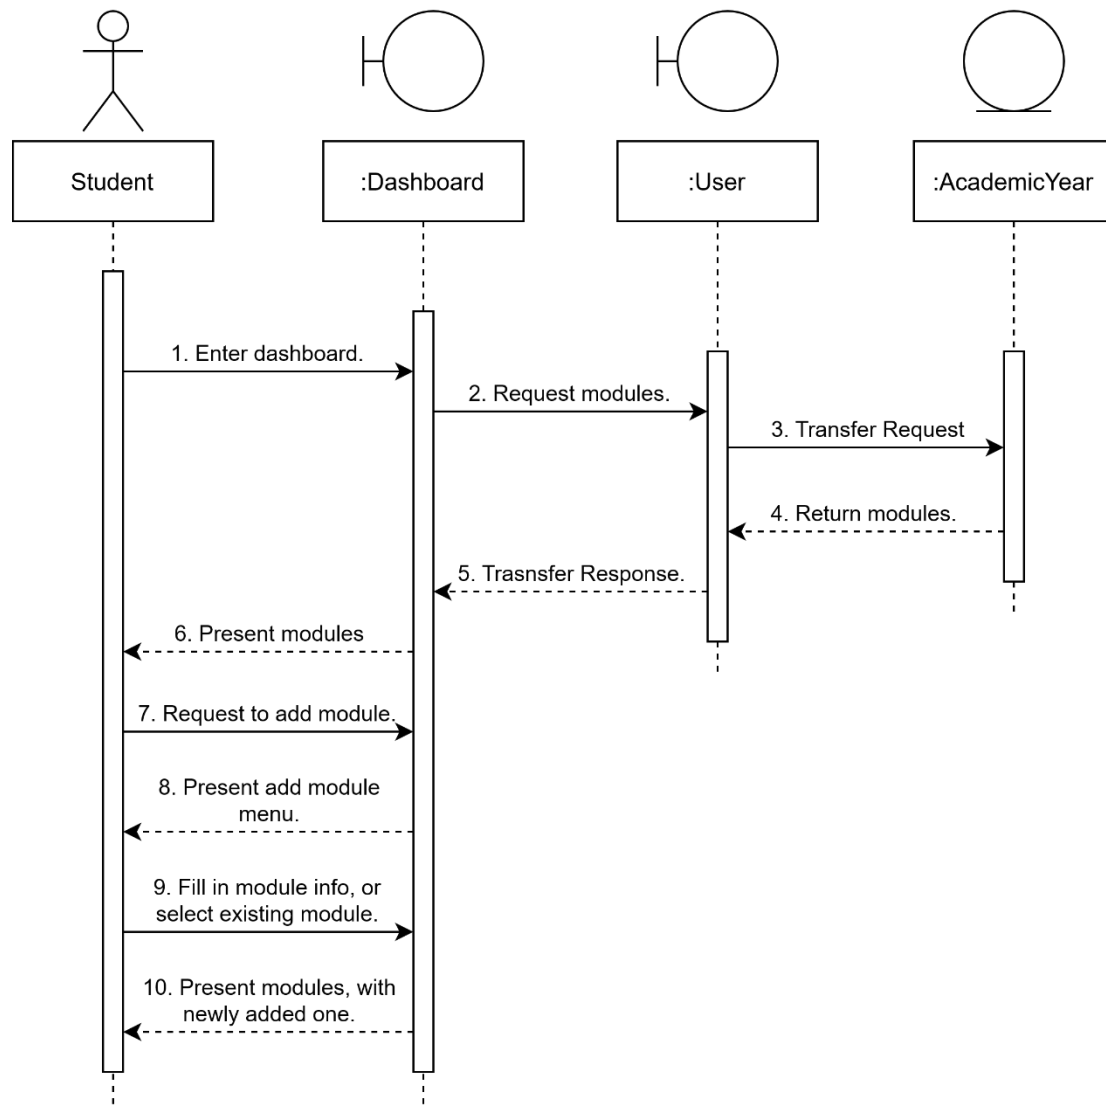 Student
:Dashboard
:User
:AcademicYear
1. Enter dashboard.
2. Request modules.
3. Transfer Request
4. Return modules.
5. Trasnsfer Response.
6. Present modules
7. Request to add module.
8. Present add module
menu.
9. Fill in module info, or
select existing module.
10. Present modules, with
newly added one.